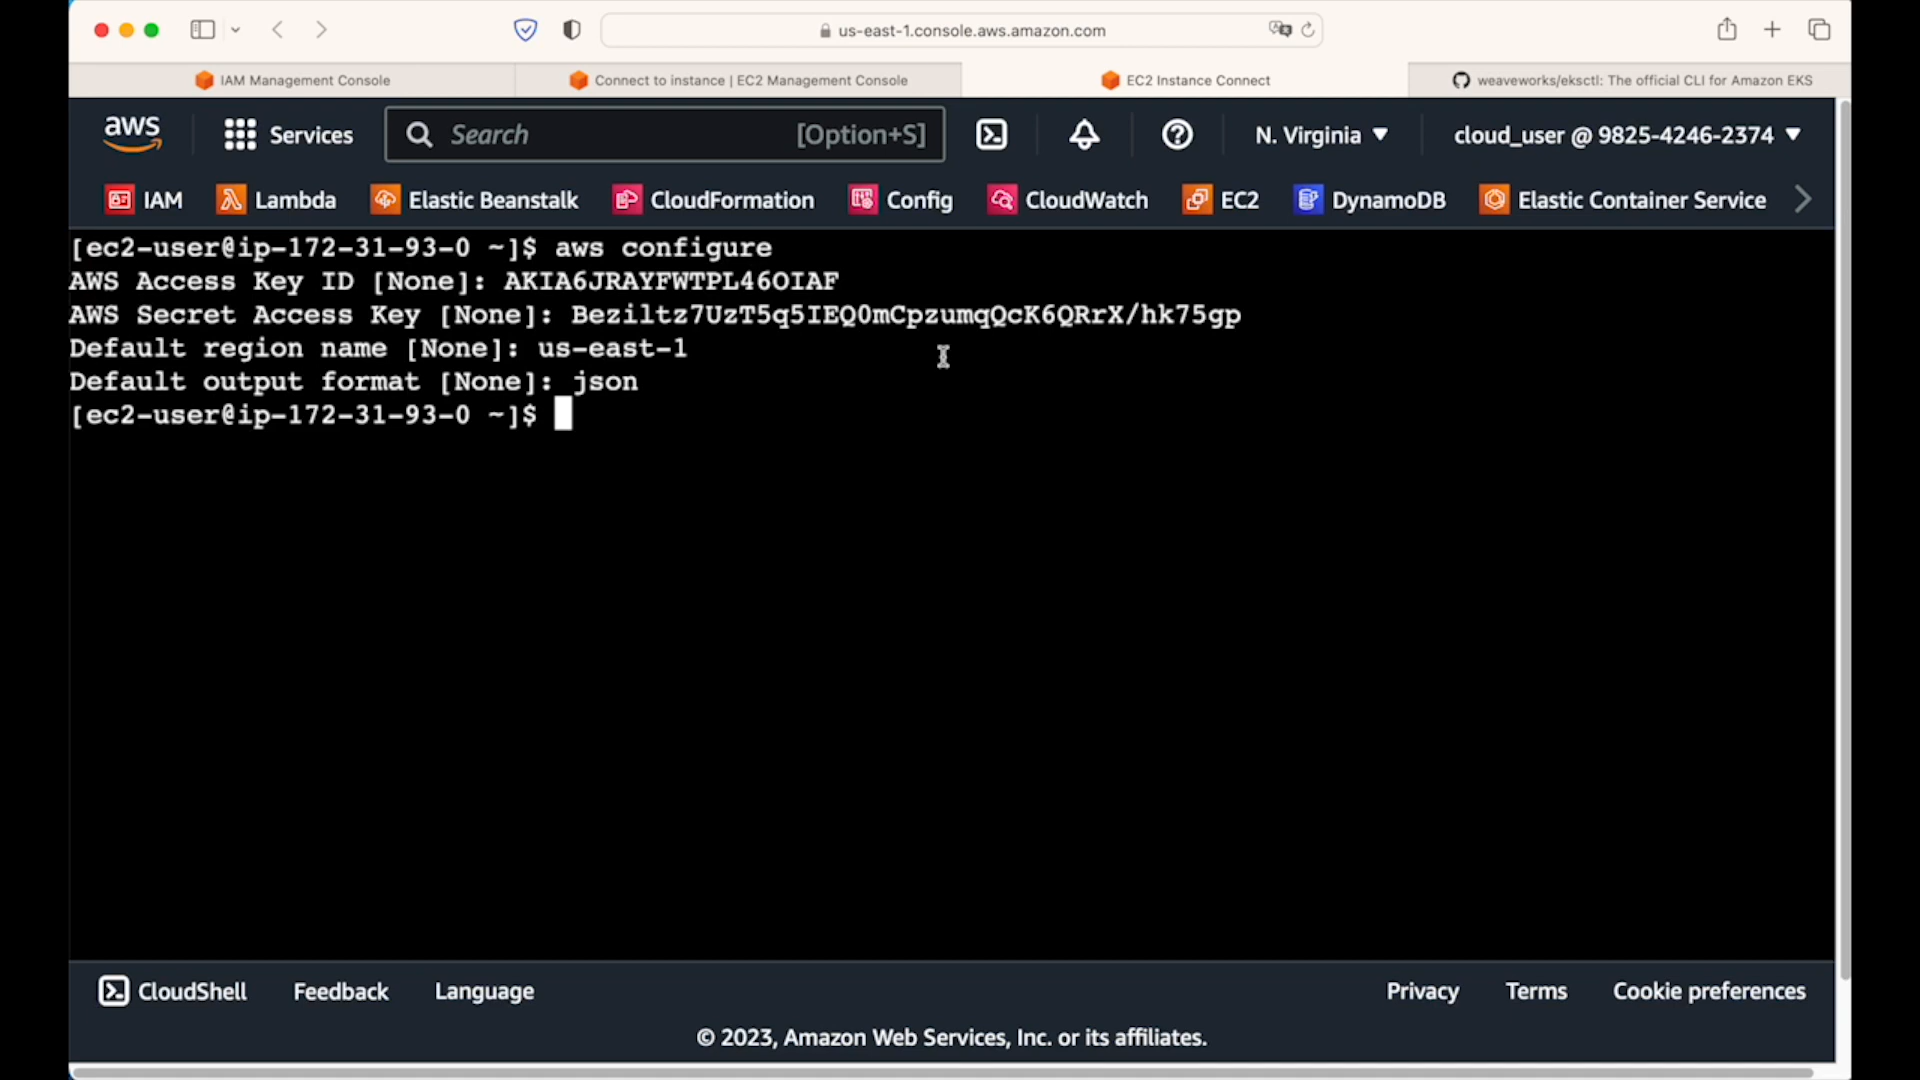 us-east-1.console.aws.amazon.com
IAM Management Console
Connect to instance | EC2 Management Console
EC2 Instance Connect
weaveworks/eksctl: The official CLI for Amazon EKS
aws
Services
Search
[Option+S]
N. Virginia
cloud_user @ 9825-4246-2374
IAM
Lambda
Elastic Beanstalk
CloudFormation
Config
CloudWatch
EC2
DynamoDB
Elastic Container Service
[ec2-user@ip-172-31-93-0 ~]$ aws configure
AWS Access Key ID [None]: AKIA6JRAYFWTPL46OIAF
AWS Secret Access Key [None]: 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
Default region name [None]: us-east-1
Default output format [None]: json
[ec2-user@ip-172-31-93-0 ~]$
CloudShell
Feedback
Language
Privacy
Terms
Cookie preferences
© 2023, Amazon Web Services, Inc. or its affiliates.